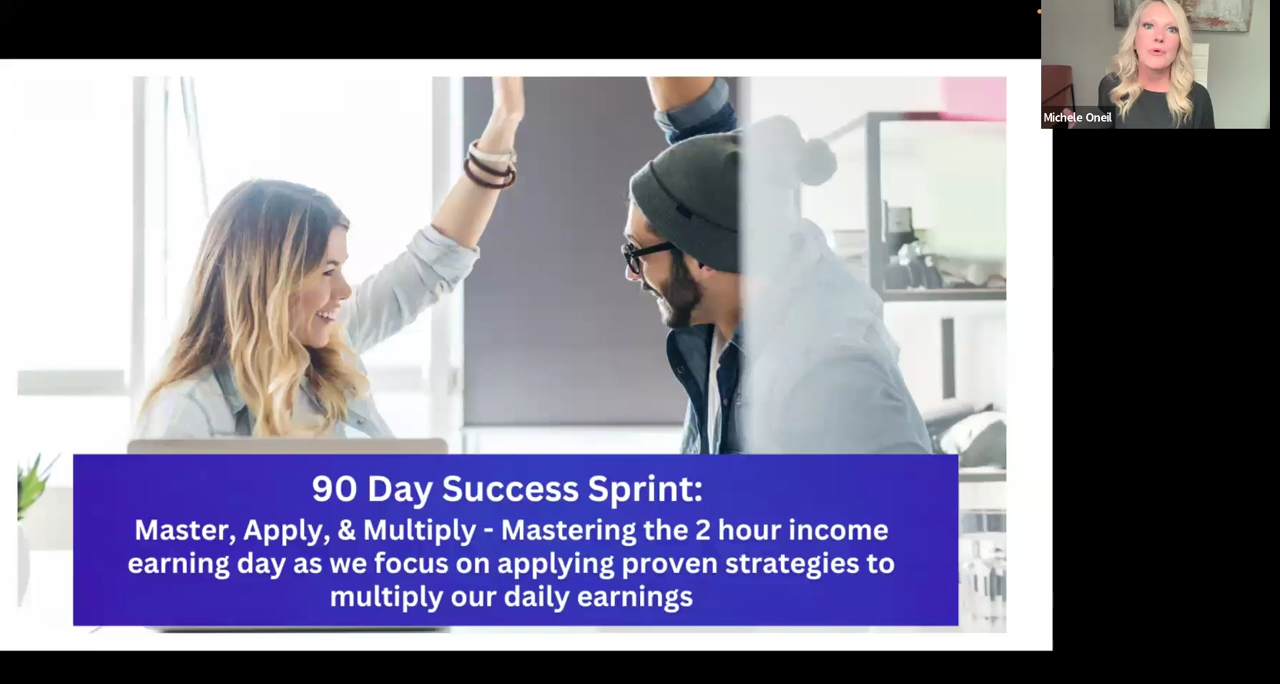 Michele Oneil
90 Day Success Sprint:
Master, Apply, & Multiply - Mastering the 2 hour income
earning day as we focus on applying proven strategies to
multiply our daily earnings